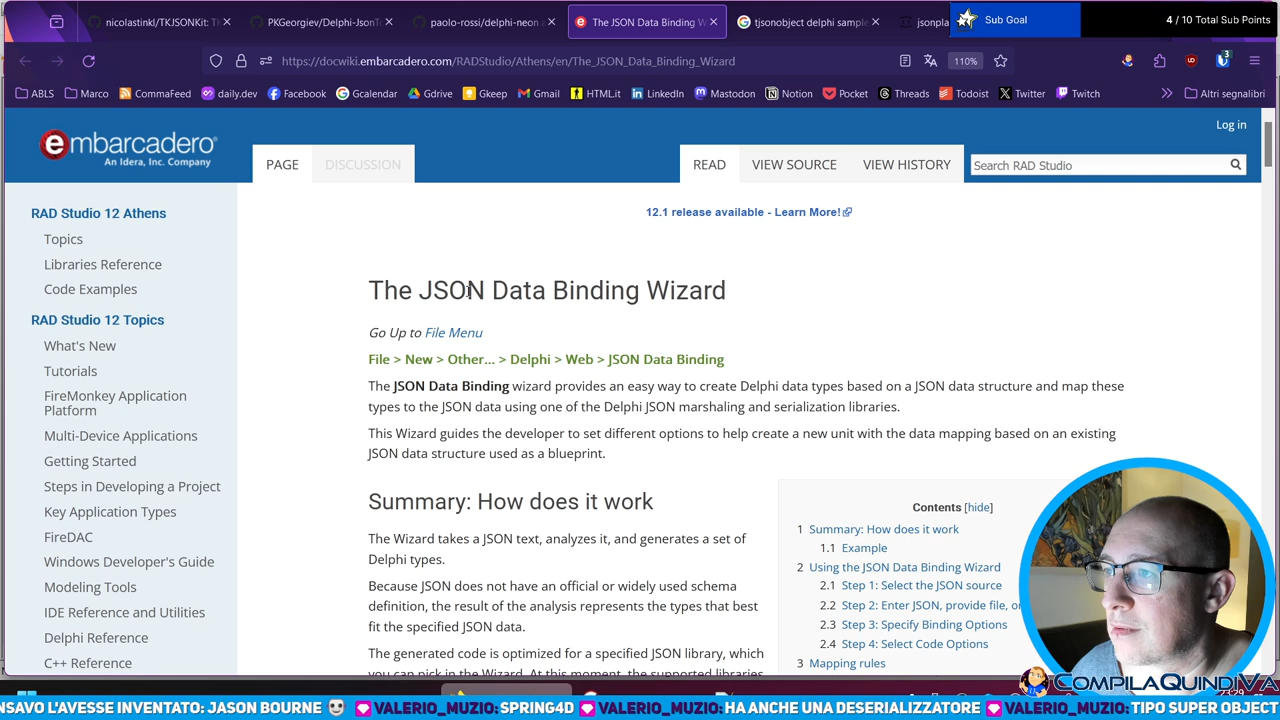 nicolastinkl/TKJSONKit: T
PKGeorgiev/Delphi-JsonTo
paolo-rossi/delphi-neon a
The JSON Data Binding W
tjsonobject delphi sample
jsonpla
Sub Goal
4 / 10 Total Sub Points
https://docwiki.embarcadero.com/RADStudio/Athens/en/The_JSON_Data_Binding_Wizard
110%
3
ABLS
Marco
CommaFeed
daily.dev
Facebook
Gcalendar
Gdrive
Gkeep
Gmail
HTML.it
LinkedIn
Mastodon
Notion
Pocket
Threads
Todoist
Twitter
Twitch
Altri segnalibri
embarcadero®
An Idera, Inc. Company
Log in
PAGE
DISCUSSION
READ
VIEW SOURCE
VIEW HISTORY
Search RAD Studio
RAD Studio 12 Athens
Topics
Libraries Reference
Code Examples
RAD Studio 12 Topics
What's New
Tutorials
FireMonkey Application
Platform
Multi-Device Applications
Getting Started
Steps in Developing a Project
Key Application Types
FireDAC
Windows Developer's Guide
Modeling Tools
IDE Reference and Utilities
Delphi Reference
C++ Reference
12.1 release available - Learn More!
The JSON Data Binding Wizard
Go Up to File Menu
File > New > Other... > Delphi > Web > JSON Data Binding
The JSON Data Binding wizard provides an easy way to create Delphi data types based on a JSON data structure and map these
types to the JSON data using one of the Delphi JSON marshaling and serialization libraries.
This Wizard guides the developer to set different options to help create a new unit with the data mapping based on an existing
JSON data structure used as a blueprint.
Summary: How does it work
The Wizard takes a JSON text, analyzes it, and generates a set of
Delphi types.
Because JSON does not have an official or widely used schema
definition, the result of the analysis represents the types that best
fit the specified JSON data.
The generated code is optimized for a specified JSON library, which
you can pick in the Wizard. At this moment, the supported libraries
Contents [hide]
1 Summary: How does it work
1.1 Example
2 Using the JSON Data Binding Wizard
2.1 Step 1: Select the JSON source
2.2 Step 2: Enter JSON, provide file, or
2.3 Step 3: Specify Binding Options
2.4 Step 4: Select Code Options
3 Mapping rules
COMPILAQUINDIVA
NSAVO L'AVESSE INVENTATO: JASON BOURNE VALERIO_MUZIO: SPRING4D VALERIO_MUZIO: HA ANCHE UNA DESERIALIZZATORE VALERIO_MUZIO: TIPO SUPER OBJECT